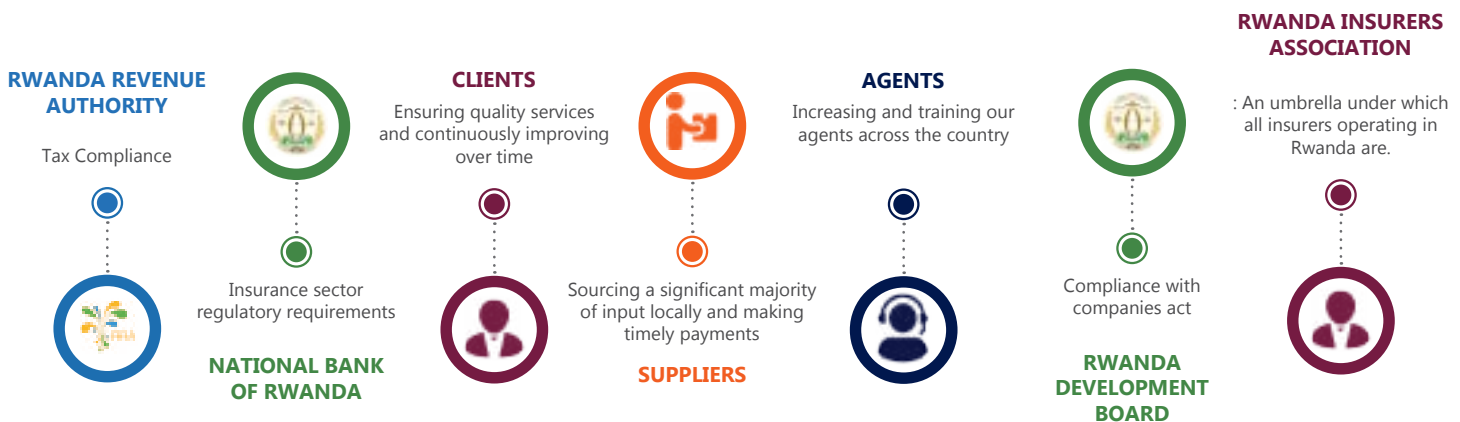 RWANDA REVENUE
AUTHORITY
Tax Compliance
Insurance sector
regulatory requirements
NATIONAL BANK
OF RWANDA
CLIENTS
Ensuring quality services
and continuously improving
over time
Sourcing a significant majority
of input locally and making
timely payments
SUPPLIERS
AGENTS
Increasing and training our
agents across the country
Compliance with
companies act
RWANDA
DEVELOPMENT
BOARD
RWANDA INSURERS
ASSOCIATION
: An umbrella under which
all insurers operating in
Rwanda are.